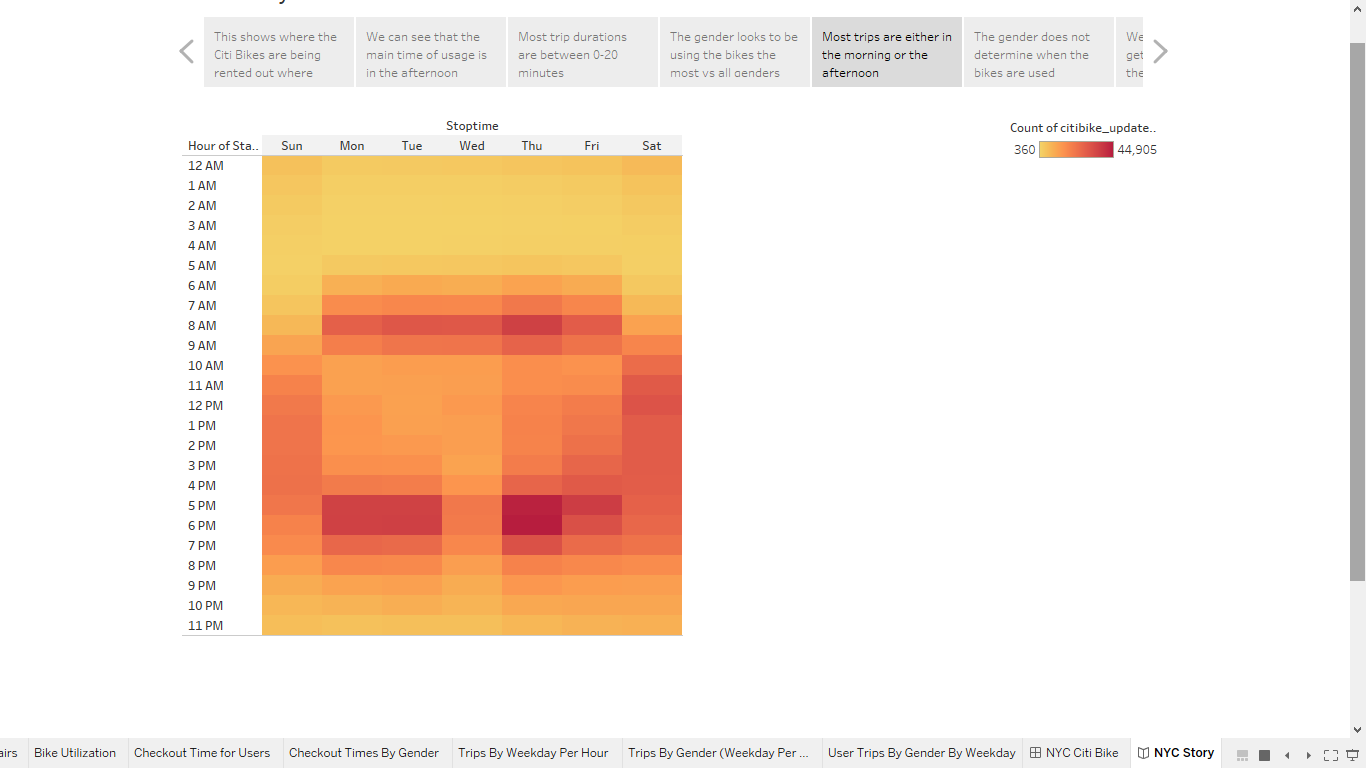 This shows where the
Citi Bikes are being
rented out where
We can see that the
main time of usage is
in the afternoon
Most trip durations
are between 0-20
minutes
The gender looks to be
using the bikes the
most vs all genders
Most trips are either in
the morning or the
afternoon
The gender does not
determine when the
bikes are used
We
get
the
Stoptime
Hour of Sta.. Sun Mon Tue Wed Thu Fri Sat
12 AM
1 AM
2 AM
3 AM
4 AM
5 AM
6 AM
7 AM
8 AM
9 AM
10 AM
11 AM
12 PM
1 PM
2 PM
3 PM
4 PM
5 PM
6 PM
7 PM
8 PM
9 PM
10 PM
11 PM
Count of citibike_update..
360 44,905
airs Bike Utilization Checkout Time for Users Checkout Times By Gender Trips By Weekday Per Hour Trips By Gender (Weekday Per ... User Trips By Gender By Weekday NYC Citi Bike NYC Story